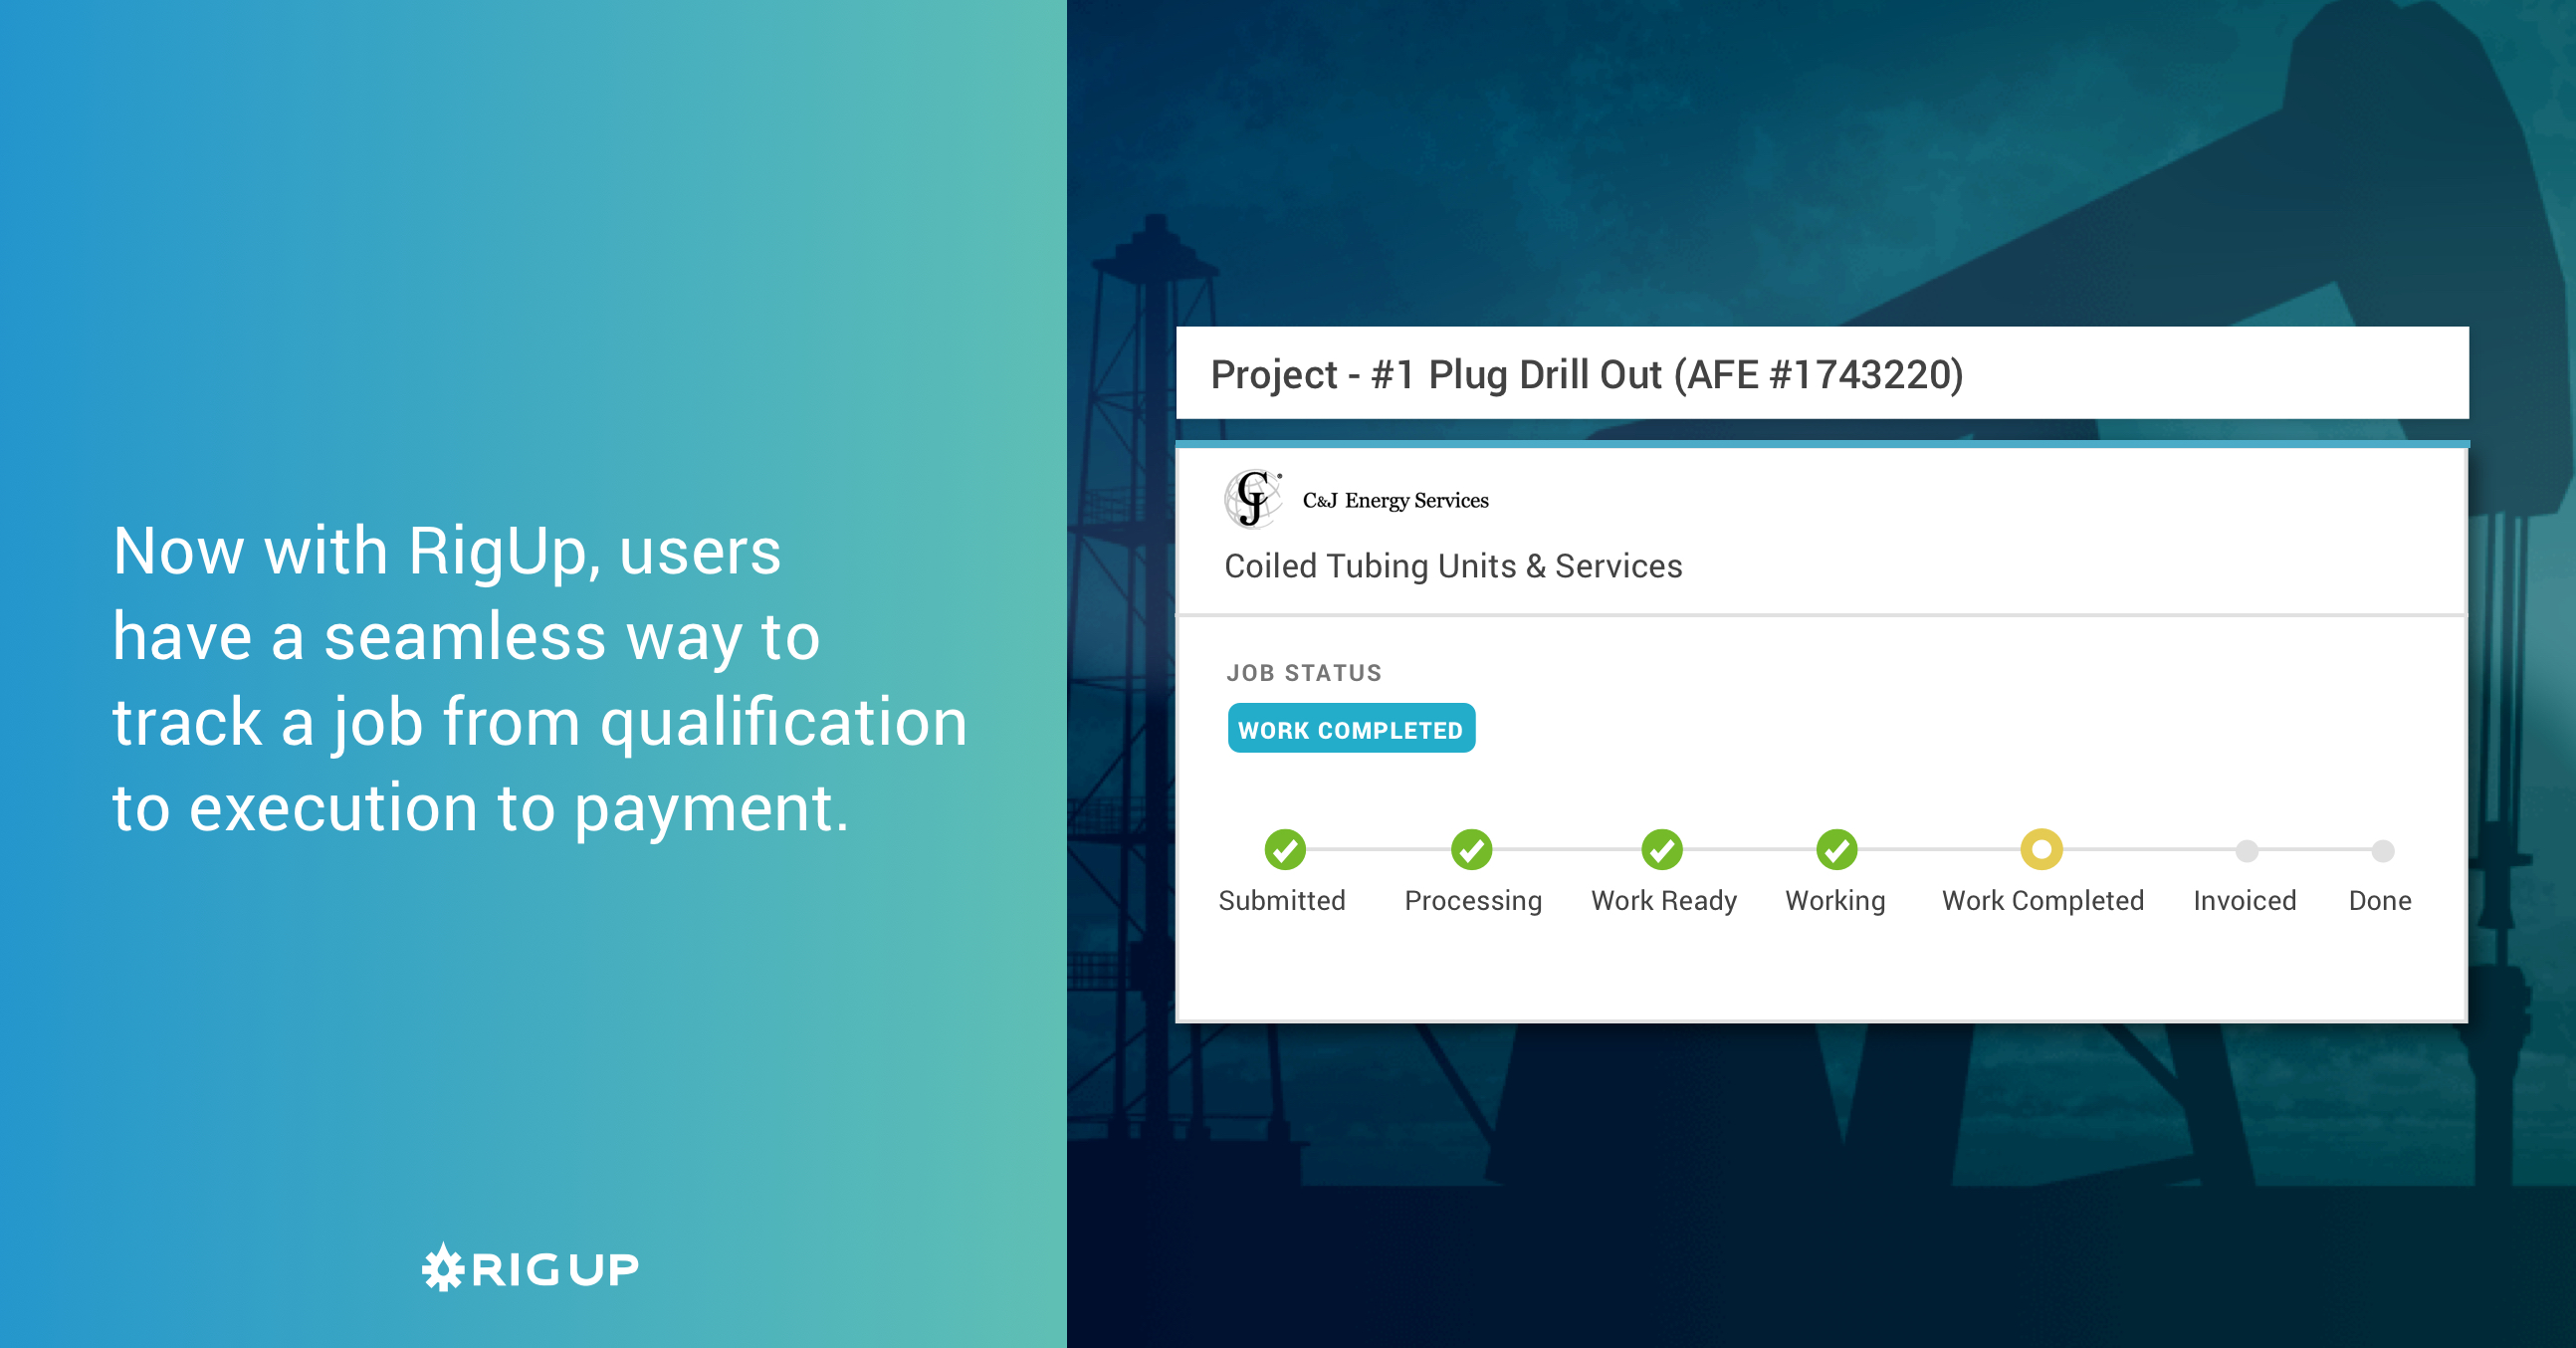 Now with RigUp, users
have a seamless way to
track a job from qualification
to execution to payment.
RIGUP
Project - #1 Plug Drill Out (AFE #1743220)
CJ
C&J Energy Services
Coiled Tubing Units & Services
JOB STATUS
WORK COMPLETED
Submitted Processing Work Ready Working Work Completed Invoiced Done